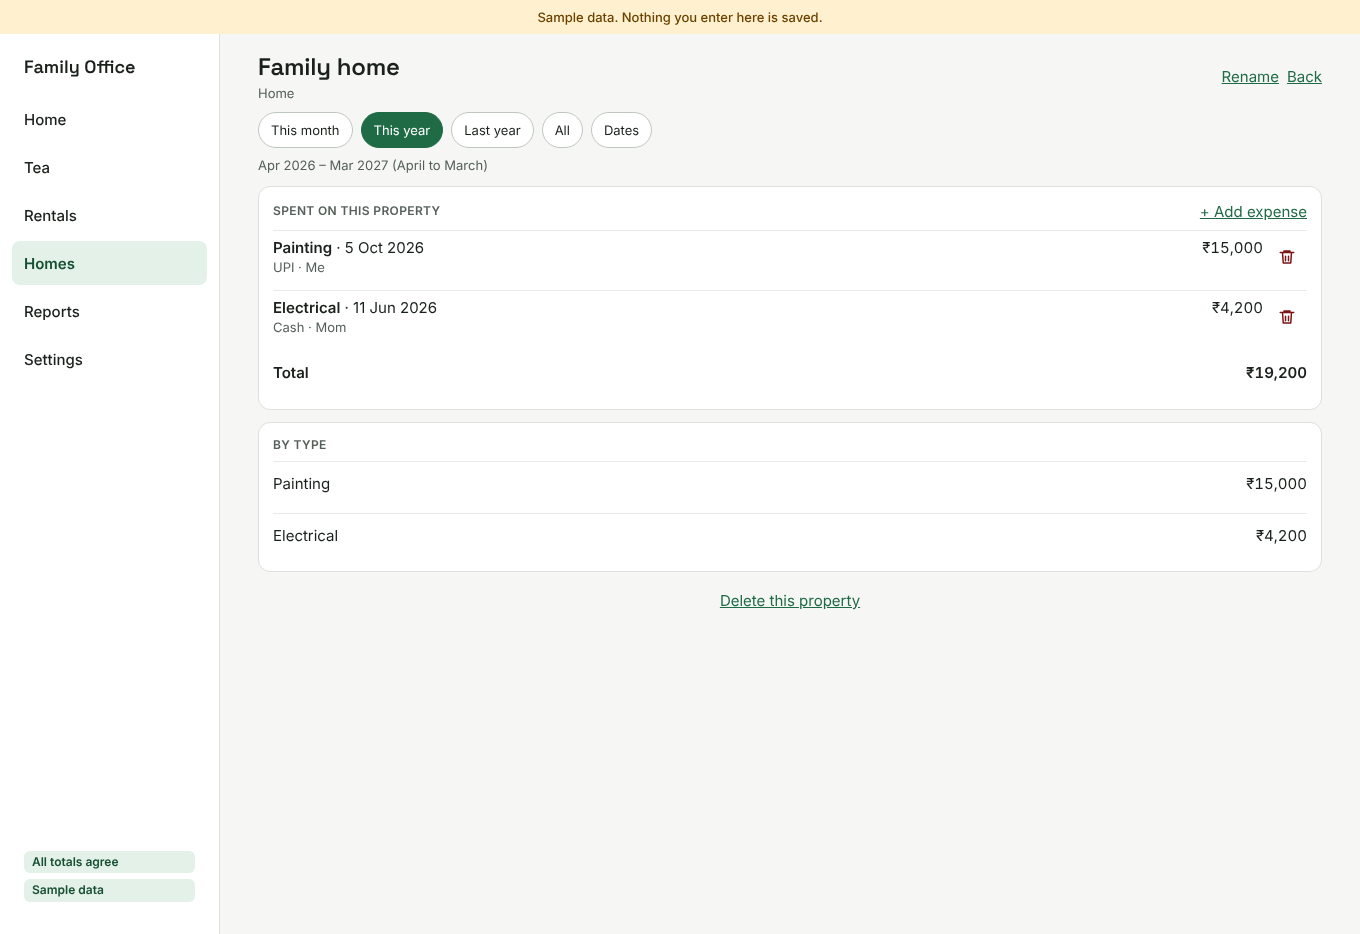 Sample data. Nothing you enter here is saved.
Family Office
Home
Tea
Rentals
Homes
Reports
Settings
All totals agree
Sample data
Family home
Home
Rename Back
This month This year Last year All Dates
Apr 2026 – Mar 2027 (April to March)
SPENT ON THIS PROPERTY + Add expense
Painting · 5 Oct 2026 ₹15,000
UPI · Me
Electrical · 11 Jun 2026 ₹4,200
Cash · Mom
Total ₹19,200
BY TYPE
Painting ₹15,000
Electrical ₹4,200
Delete this property